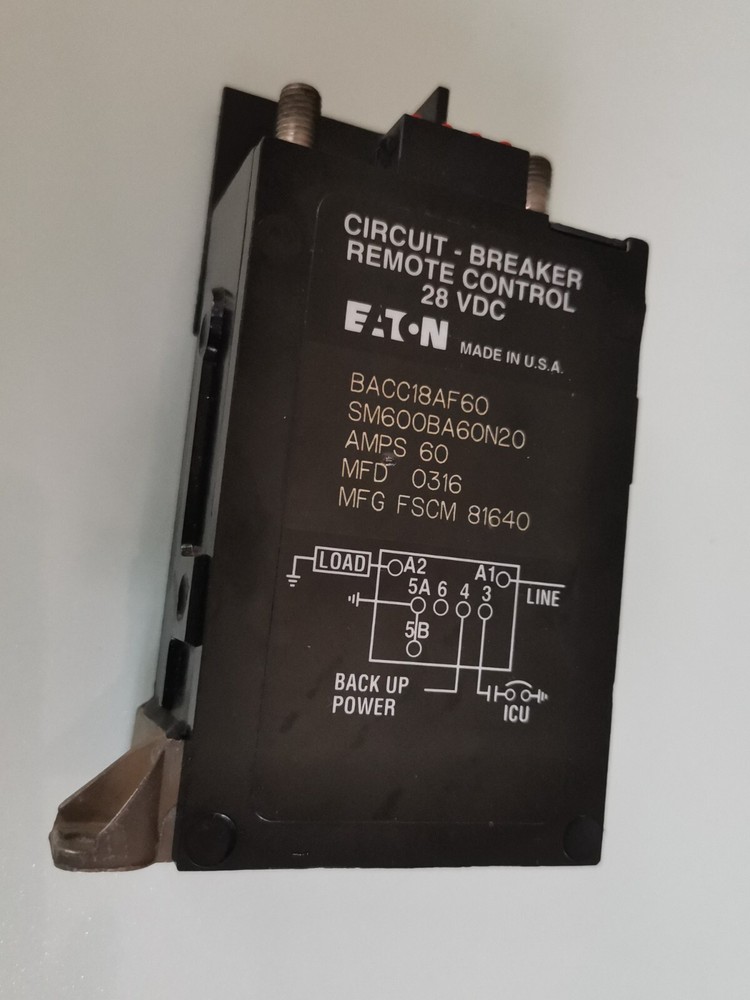 CIRCUIT - BREAKER
REMOTE CONTROL
28 VDC
EATON MADE IN U.S.A.
BACC18AF60
SM600BA60N20
AMPS 60
MFD 0316
MFG FSCM 81640
LOAD A2 A1 LINE
5A 6 4 3
5B
BACK UP
POWER
ICU